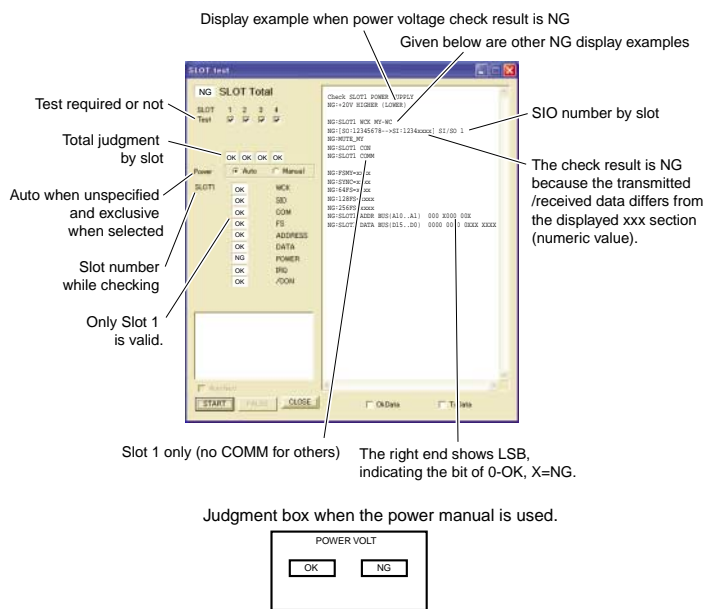 Display example when power voltage check result is NG
Given below are other NG display examples
SLOT test
NG SLOT Total
SLOT 1 2 3 4
Test
Test required or not
Total judgment
by slot
OK OK OK OK
Power Auto Manual
Auto when unspecified
and exclusive
when selected
SLOT1
OK WCK
OK SIO
OK COM
OK FS
OK ADDRESS
OK DATA
NG POWER
OK IRQ
OK /CON
Slot number
while checking
Only Slot 1
is valid.
START PAUSE CLOSE
Check SLOT1 POWER SUPPLY
NG:+20V HIGHER (LOWER)
NG:SLOT1 WCK MY-WC
NG:[SO:12345678-->SI:1234xxxx] SI/SO 1
NG:MUTE_MY
NG:SLOT1 CON
NG:SLOT1 COMM
NG:FSMY=
NG:SYNC=
NG:64FS=
NG:128FS=
NG:256FS
NG:SLOT1 ADDR BUS(A10..A1) 000 X000 00X
NG:SLOT1 DATA BUS(D15..D0) 0000 00 0 0XXX XXXX
OkData
SIO number by slot
The check result is NG
because the transmitted
/received data differs from
the displayed xxx section
(numeric value).
Slot 1 only (no COMM for others)
The right end shows LSB,
indicating the bit of 0-OK, X=NG.
Judgment box when the power manual is used.
POWER VOLT
OK NG